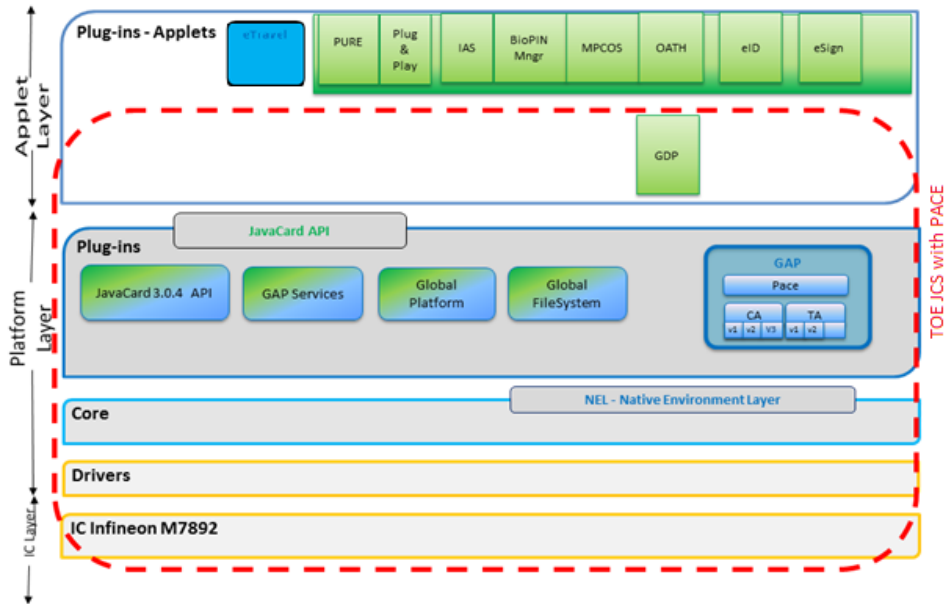 Plug-ins - Applets
eTravel
PURE
Plug
&
Play
IAS
BioPIN
Mngr
MPCOS
OATH
eID
eSign
Applet
Layer
GDP
TOE JCS with PACE
JavaCard API
Plug-ins
JavaCard 3.0.4 API
GAP Services
Global
Platform
Global
FileSystem
GAP
Pace
CA
TA
v1
v2
V3
v1
v2
Platform
Layer
NEL - Native Environment Layer
Core
Drivers
IC Layer
IC Infineon M7892